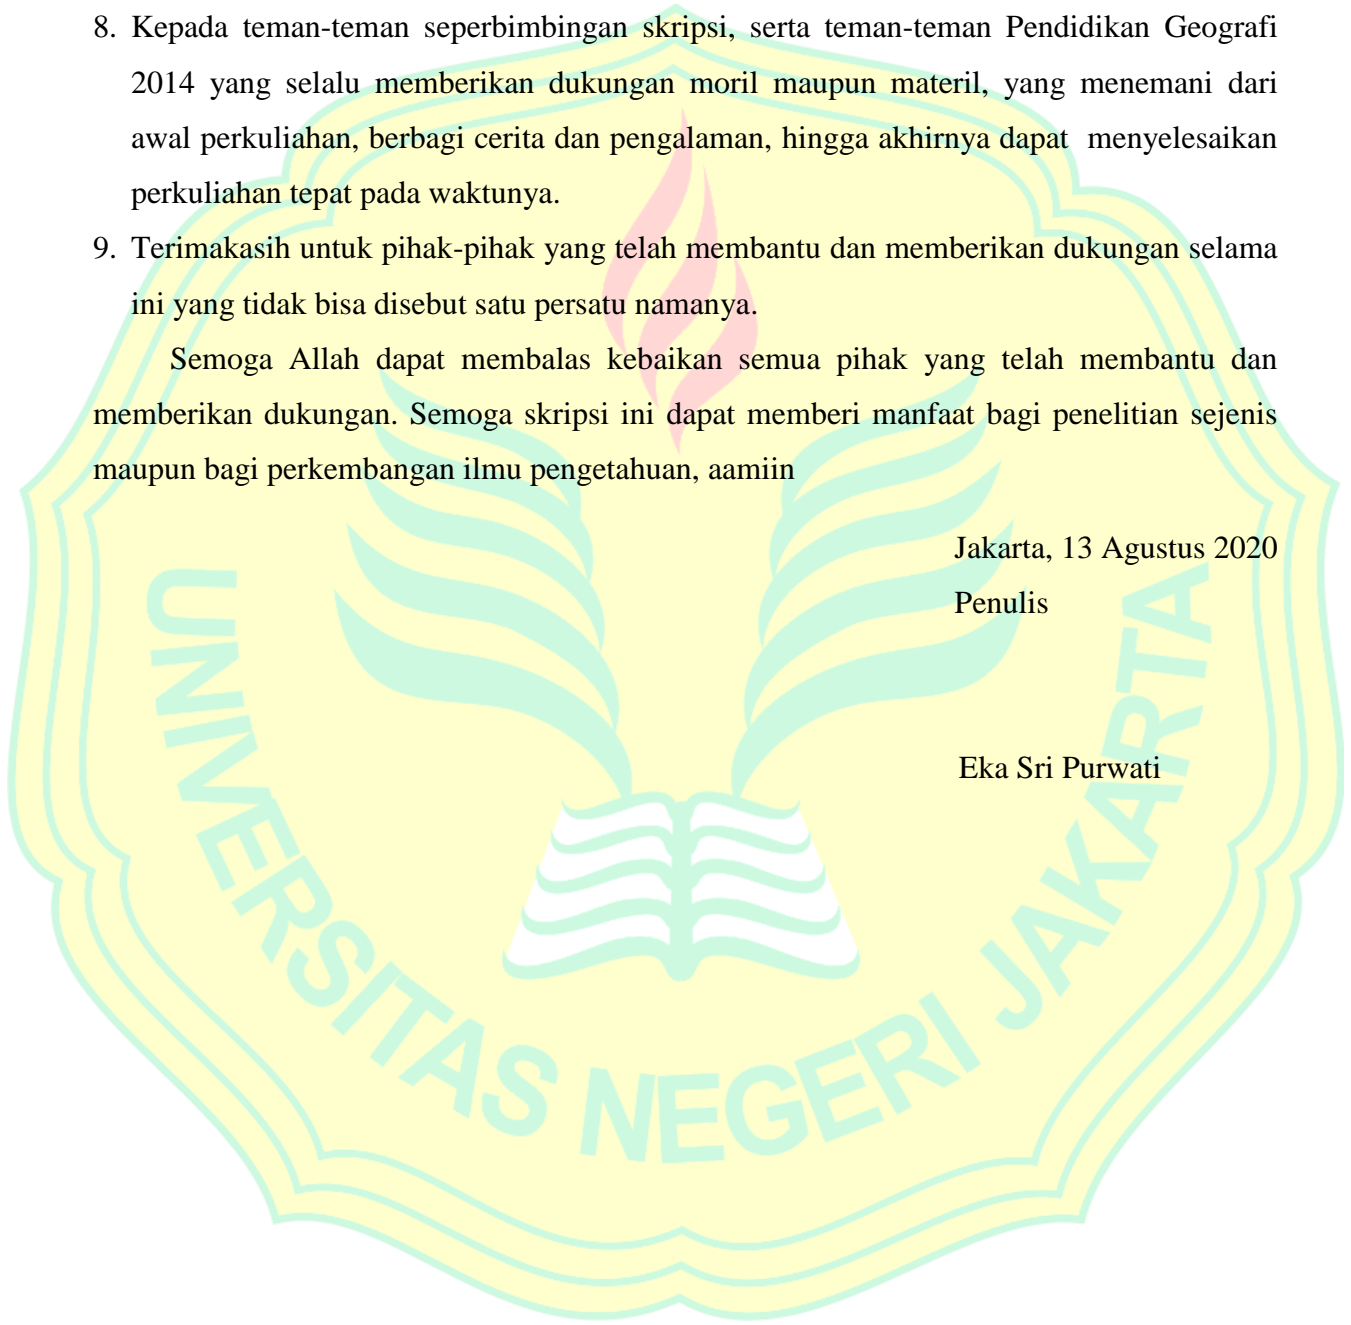 8. Kepada teman-teman seperbimbingan skripsi, serta teman-teman Pendidikan Geografi
2014 yang selalu memberikan dukungan moril maupun materil, yang menemani dari
awal perkuliahan, berbagi cerita dan pengalaman, hingga akhirnya dapat menyelesaikan
perkuliahan tepat pada waktunya.
9. Terimakasih untuk pihak-pihak yang telah membantu dan memberikan dukungan selama
ini yang tidak bisa disebut satu persatu namanya.
Semoga Allah dapat membalas kebaikan semua pihak yang telah membantu dan
memberikan dukungan. Semoga skripsi ini dapat memberi manfaat bagi penelitian sejenis
maupun bagi perkembangan ilmu pengetahuan, aamiin
Jakarta, 13 Agustus 2020
Penulis
Eka Sri Purwati
UNIVERSITAS NEGERI JAKARTA